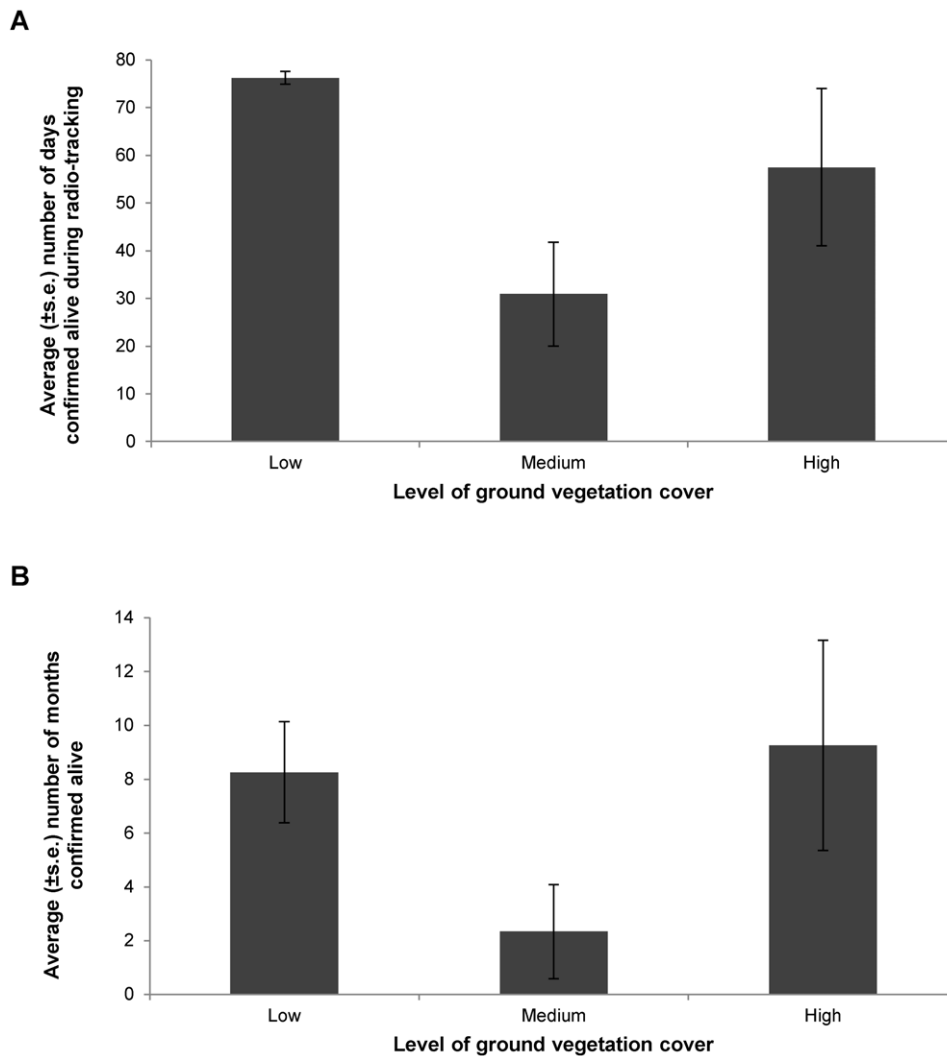 A
Average (±s.e.) number of days
confirmed alive during radio-tracking
80
70
60
50
40
30
20
10
0
Low Medium High
Level of ground vegetation cover
B
Average (±s.e.) number of months
confirmed alive
14
12
10
8
6
4
2
0
Low Medium High
Level of ground vegetation cover